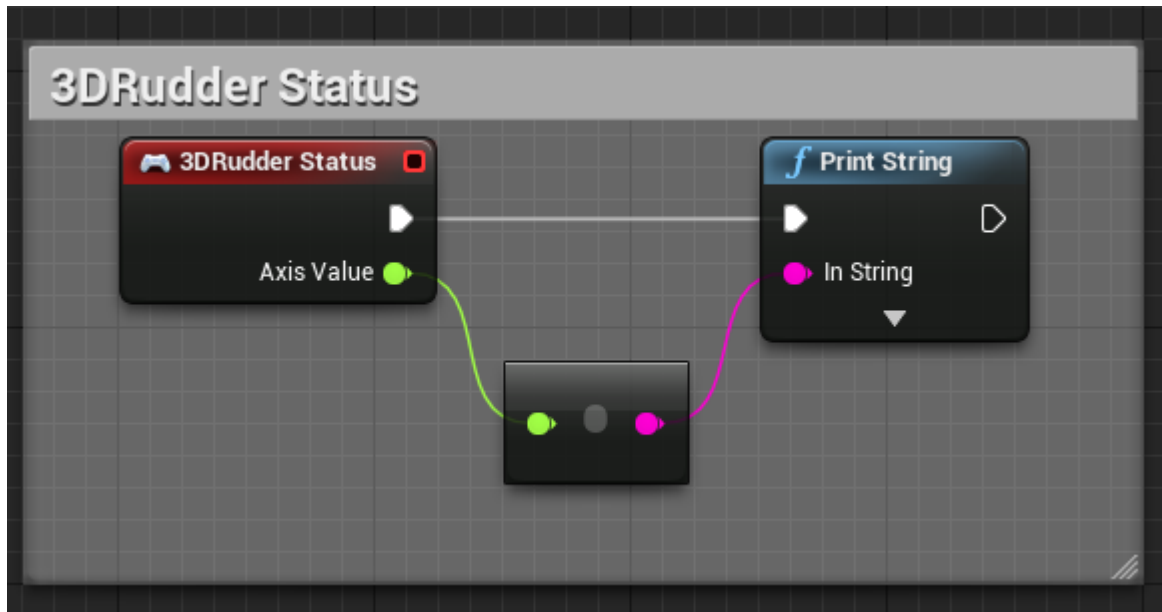 3DRudder Status
3DRudder Status
Print String
Axis Value
In String